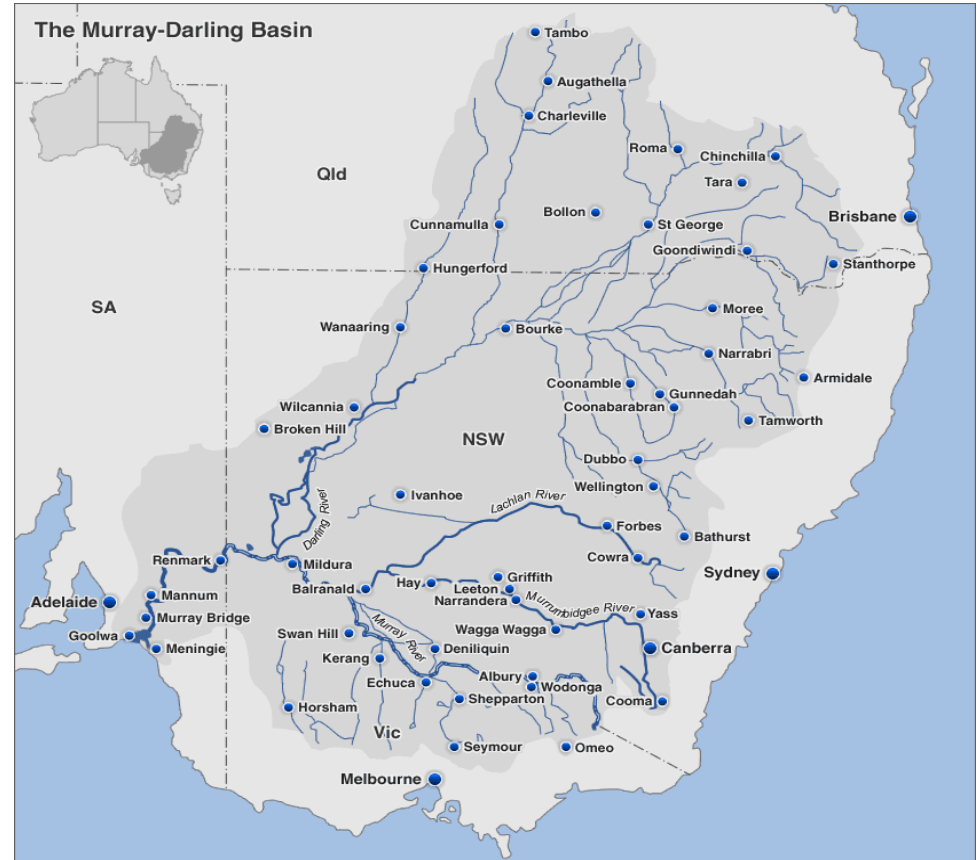 The Murray-Darling Basin
Tambo
Augathella
Charleville
Roma
Chinchilla
Qld
Tara
Bollon
Brisbane
Cunnamulla
St George
Goondiwindi
Stanthorpe
Hungerford
SA
Moree
Wanaaring
Bourke
Narrabri
Armidale
Coonamble
Gunnedah
Wilcannia
Coonabarabran
Tamworth
Broken Hill
NSW
Dubbo
Wellington
Ivanhoe
Lachlan River
Darling River
Forbes
Bathurst
Cowra
Renmark
Mildura
Sydney
Griffith
Hay
Balranald
Leeton
Mannum
Narrandera
Adelaide
Murrumbidgee River
Yass
Murray Bridge
Wagga Wagga
Swan Hill
Murray River
Goolwa
Meningie
Deniliquin
Canberra
Kerang
Albury
Echuca
Wodonga
Shepparton
Cooma
Horsham
Vic
Seymour
Omeo
Melbourne